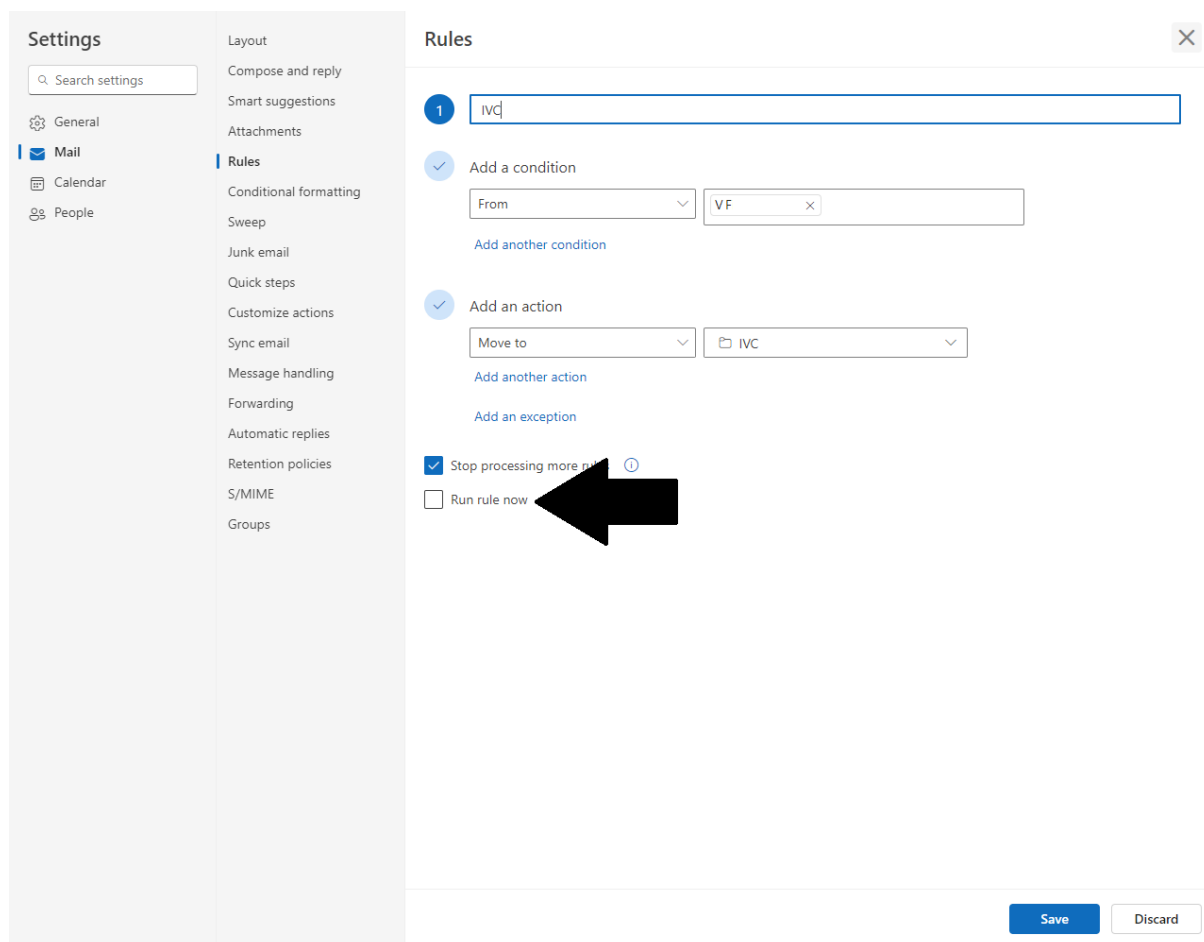 Settings
Search settings
General
Mail
Calendar
People
Layout
Compose and reply
Smart suggestions
Attachments
Rules
Conditional formatting
Sweep
Junk email
Quick steps
Customize actions
Sync email
Message handling
Forwarding
Automatic replies
Retention policies
S/MIME
Groups
Rules
1
IVC
Add a condition
From
V F
Add another condition
Add an action
Move to
IVC
Add another action
Add an exception
Stop processing more
Run rule now
Save
Discard